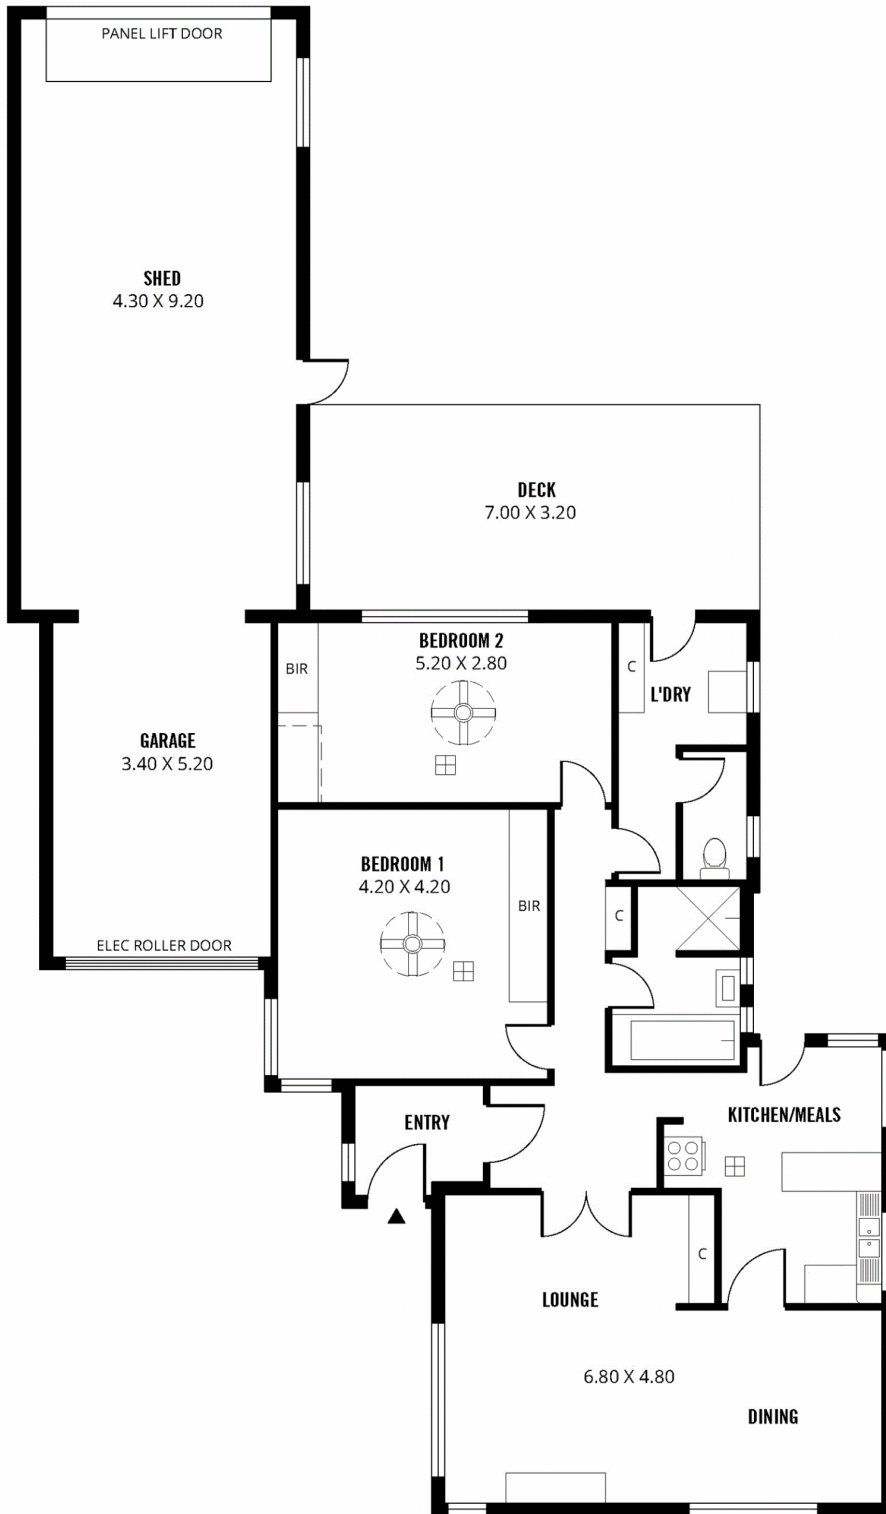 PANEL LIFT DOOR
SHED
4.30 X 9.20
DECK
7.00 X 3.20
BEDROOM 2
5.20 X 2.80
BIR
C
L'DRY
GARAGE
3.40 X 5.20
BEDROOM 1
4.20 X 4.20
BIR
C
ELEC ROLLER DOOR
ENTRY
KITCHEN/MEALS
C
LOUNGE
6.80 X 4.80
DINING